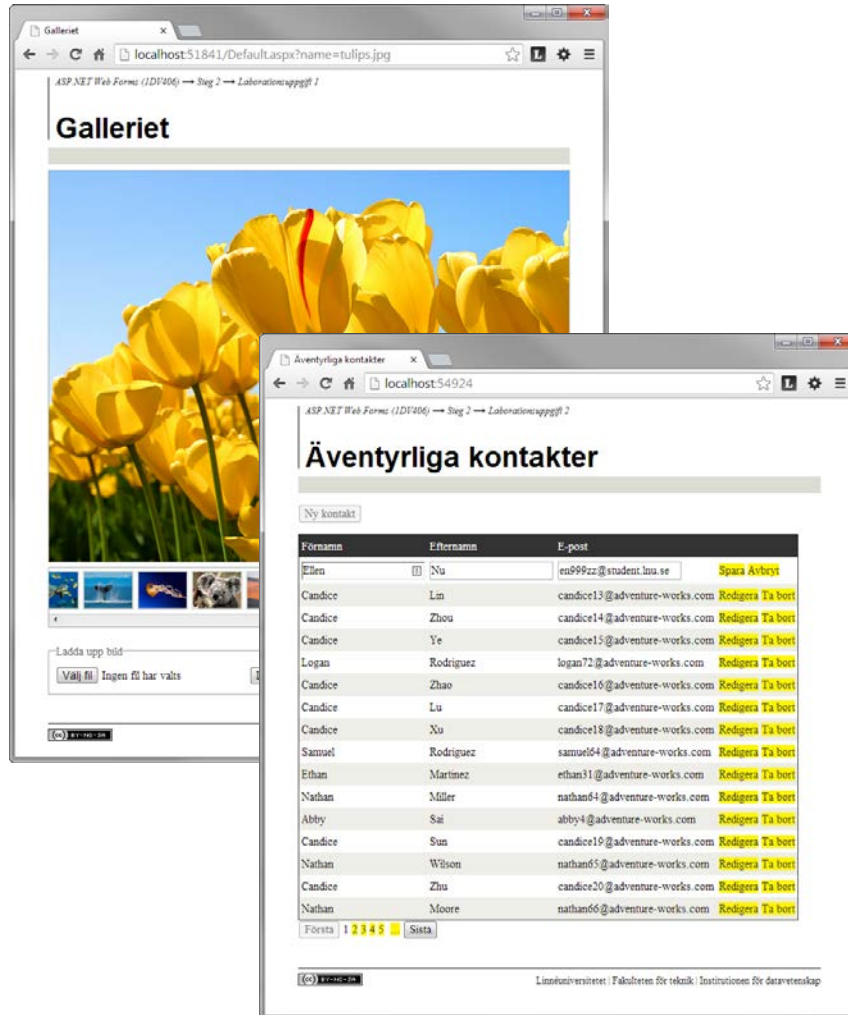 Galleriet
localhost:51841/Default.aspx?name=tulips.jpg
ASP.NET Web Forms (1DV406) → Steg 2 → Laborationsuppgift 1
Galleriet
Ladda upp bild
Välj fil Ingen fil har valts
BY-NC-SA
Äventyrliga kontakter
localhost:54924
ASP.NET Web Forms (1DV406) → Steg 2 → Laborationsuppgift 2
Äventyrliga kontakter
Ny kontakt
Förnamn Efternamn E-post
Ellen Nu en999zz@student.lnu.se Spara Avbryt
Candice Lin candice13@adventure-works.com Redigera Ta bort
Candice Zhou candice14@adventure-works.com Redigera Ta bort
Candice Ye candice15@adventure-works.com Redigera Ta bort
Logan Rodriguez logan72@adventure-works.com Redigera Ta bort
Candice Zhao candice16@adventure-works.com Redigera Ta bort
Candice Lu candice17@adventure-works.com Redigera Ta bort
Candice Xu candice18@adventure-works.com Redigera Ta bort
Samuel Rodriguez samuel64@adventure-works.com Redigera Ta bort
Ethan Martinez ethan31@adventure-works.com Redigera Ta bort
Nathan Miller nathan64@adventure-works.com Redigera Ta bort
Abby Sai abby4@adventure-works.com Redigera Ta bort
Candice Sun candice19@adventure-works.com Redigera Ta bort
Nathan Wilson nathan65@adventure-works.com Redigera Ta bort
Candice Zhu candice20@adventure-works.com Redigera Ta bort
Nathan Moore nathan66@adventure-works.com Redigera Ta bort
Första 1 2 3 4 5 ... Sista
BY-NC-SA
Linnéuniversitetet | Fakulteten för teknik | Institutionen för datavetenskap